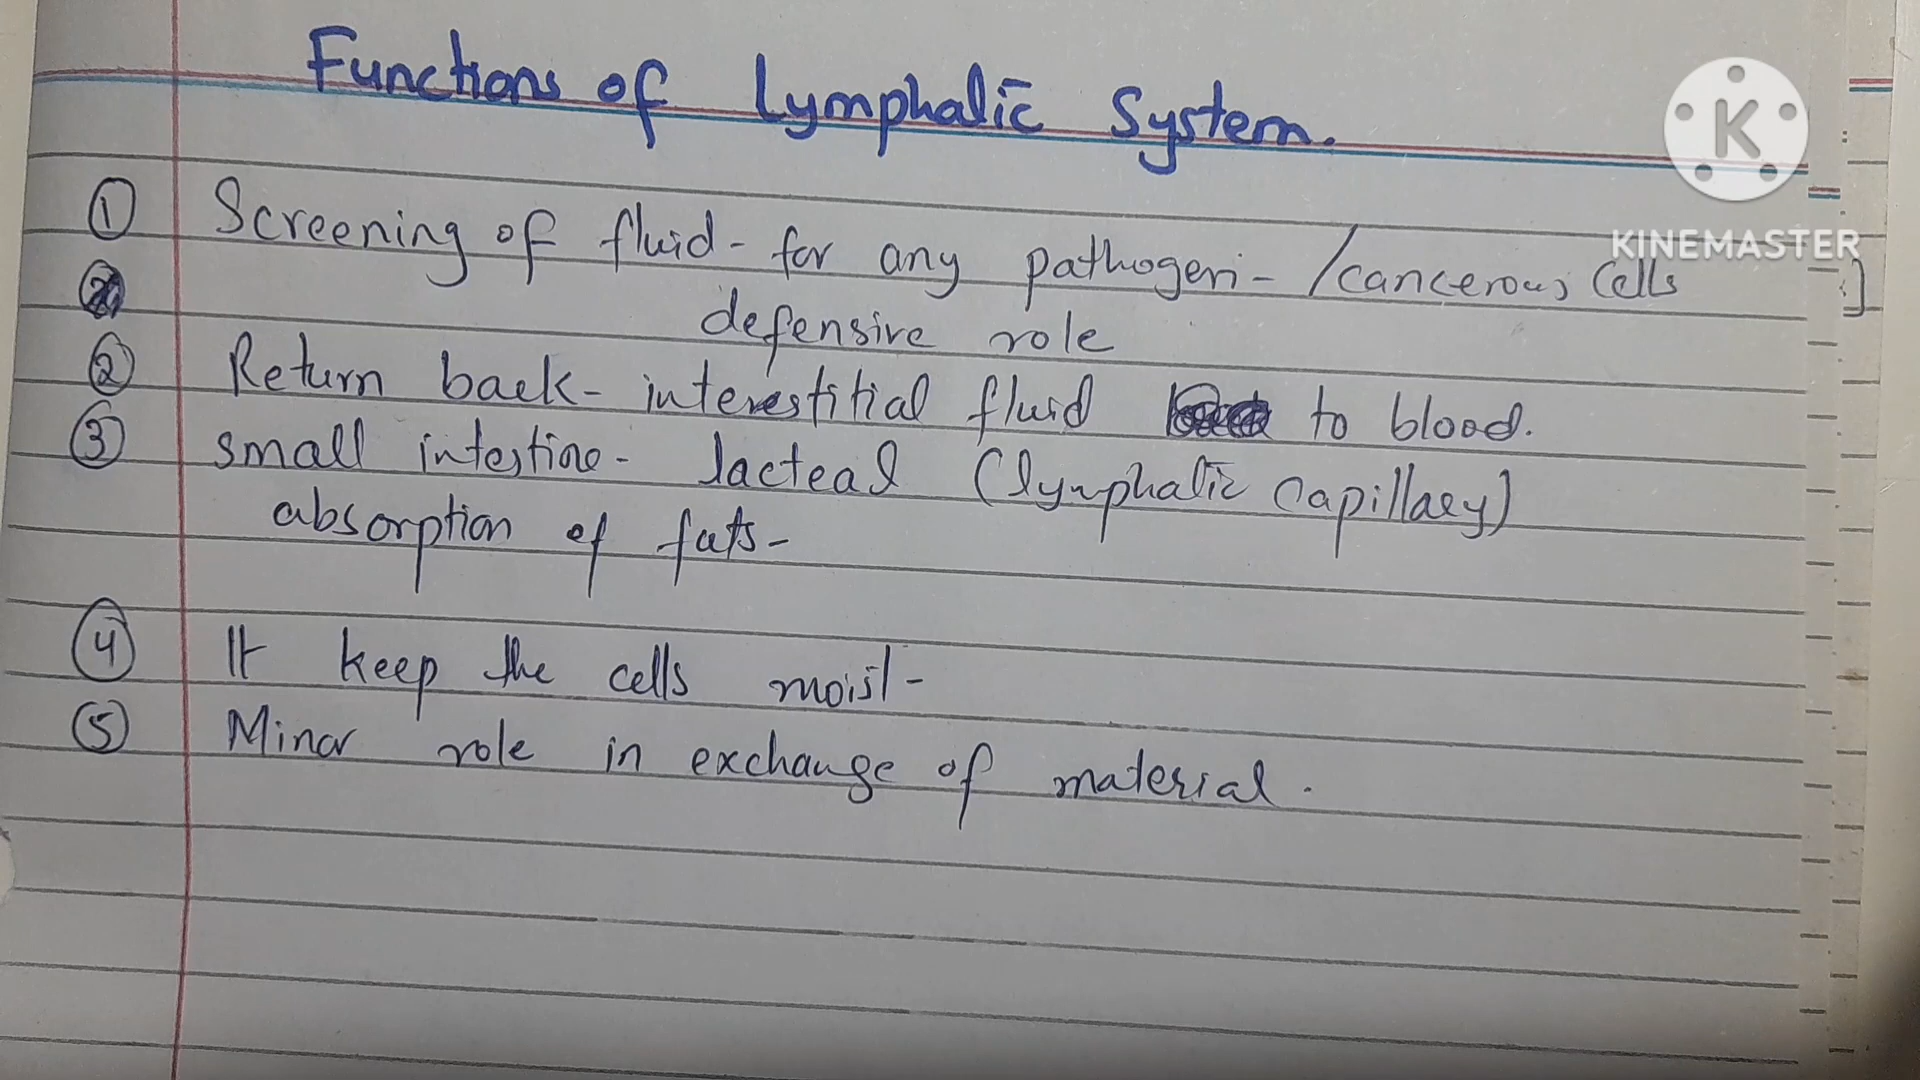 Functions of Lymphatic System.
① Screening of fluid - for any pathogen - /cancerous cells
defensive role
② Return back - interestitial fluid to blood.
③ small intestine - lacteal (lymphatic capillary)
absorption of fats -
④ It keep the cells moist -
⑤ Minor role in exchange of material.
K
KINEMASTER